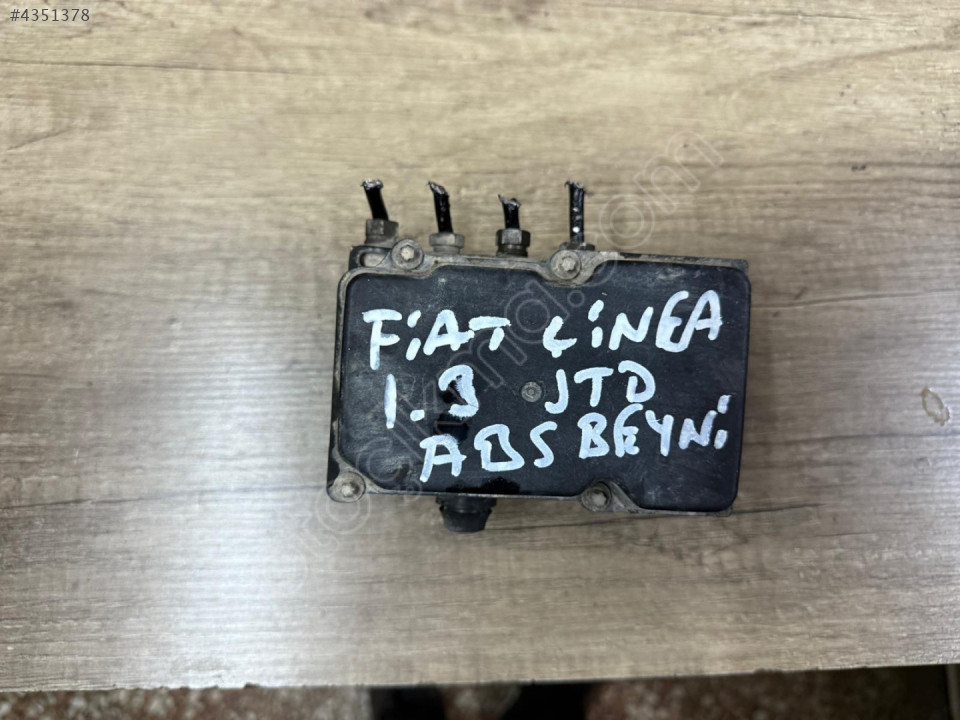 #4351378
FiAT LiNEA
1.3 JTD
ABS BEYNi